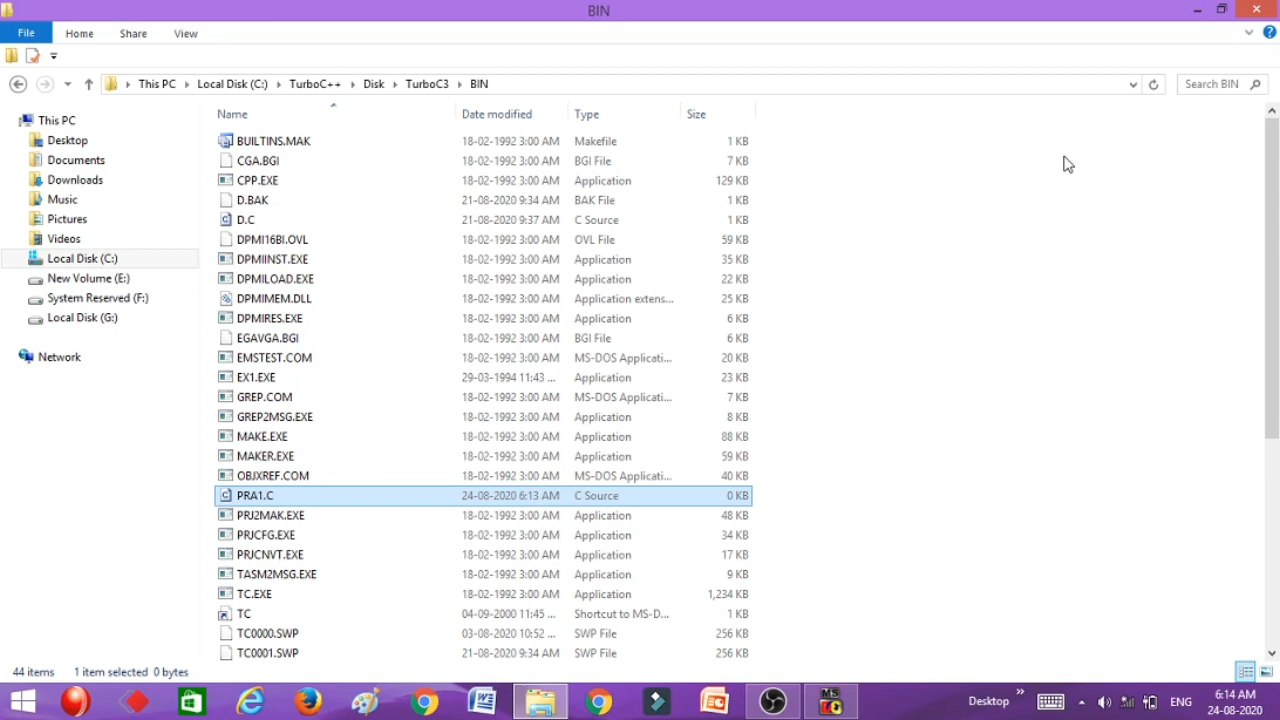 BIN
File Home Share View
This PC Local Disk (C:) TurboC++ Disk TurboC3 BIN Search BIN
Name Date modified Type Size
This PC
Desktop
Documents
Downloads
Music
Pictures
Videos
Local Disk (C:)
New Volume (E:)
System Reserved (F:)
Local Disk (G:)
Network
BUILTINS.MAK 18-02-1992 3:00 AM Makefile 1 KB
CGA.BGI 18-02-1992 3:00 AM BGI File 7 KB
CPP.EXE 18-02-1992 3:00 AM Application 129 KB
D.BAK 21-08-2020 9:34 AM BAK File 1 KB
D.C 21-08-2020 9:37 AM C Source 1 KB
DPMI16BI.OVL 18-02-1992 3:00 AM OVL File 59 KB
DPMIINST.EXE 18-02-1992 3:00 AM Application 35 KB
DPMILOAD.EXE 18-02-1992 3:00 AM Application 22 KB
DPMIMEM.DLL 18-02-1992 3:00 AM Application extens... 25 KB
DPMIRES.EXE 18-02-1992 3:00 AM Application 6 KB
EGAVGA.BGI 18-02-1992 3:00 AM BGI File 6 KB
EMSTEST.COM 18-02-1992 3:00 AM MS-DOS Applicati... 20 KB
EX1.EXE 29-03-1994 11:43 ... Application 23 KB
GREP.COM 18-02-1992 3:00 AM MS-DOS Applicati... 7 KB
GREP2MSG.EXE 18-02-1992 3:00 AM Application 8 KB
MAKE.EXE 18-02-1992 3:00 AM Application 88 KB
MAKER.EXE 18-02-1992 3:00 AM Application 59 KB
OBJXREF.COM 18-02-1992 3:00 AM MS-DOS Applicati... 40 KB
PRA1.C 24-08-2020 6:13 AM C Source 0 KB
PRJ2MAK.EXE 18-02-1992 3:00 AM Application 48 KB
PRJCFG.EXE 18-02-1992 3:00 AM Application 34 KB
PRJCNVT.EXE 18-02-1992 3:00 AM Application 17 KB
TASM2MSG.EXE 18-02-1992 3:00 AM Application 9 KB
TC.EXE 18-02-1992 3:00 AM Application 1,234 KB
TC 04-09-2000 11:45 ... Shortcut to MS-D... 1 KB
TC0000.SWP 03-08-2020 10:52 ... SWP File 256 KB
TC0001.SWP 21-08-2020 9:34 AM SWP File 256 KB
44 items 1 item selected 0 bytes
Desktop ENG 6:14 AM
24-08-2020